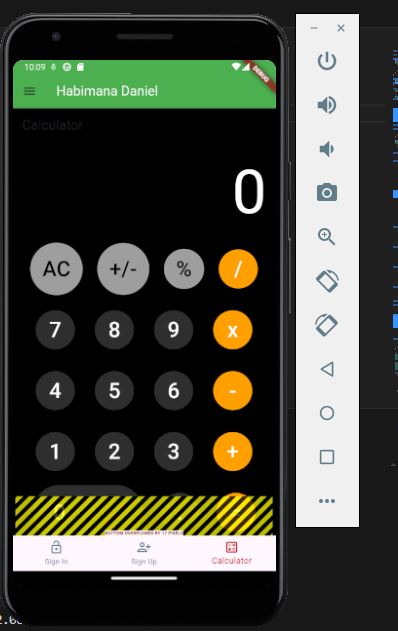 10:09
DEBUG
Habimana Daniel
Calculator
0
AC +/- % /
7 8 9 x
4 5 6 -
1 2 3 +
BOTTOM OVERFLOWED BY 17 PIXELS
Sign In Sign Up Calculator